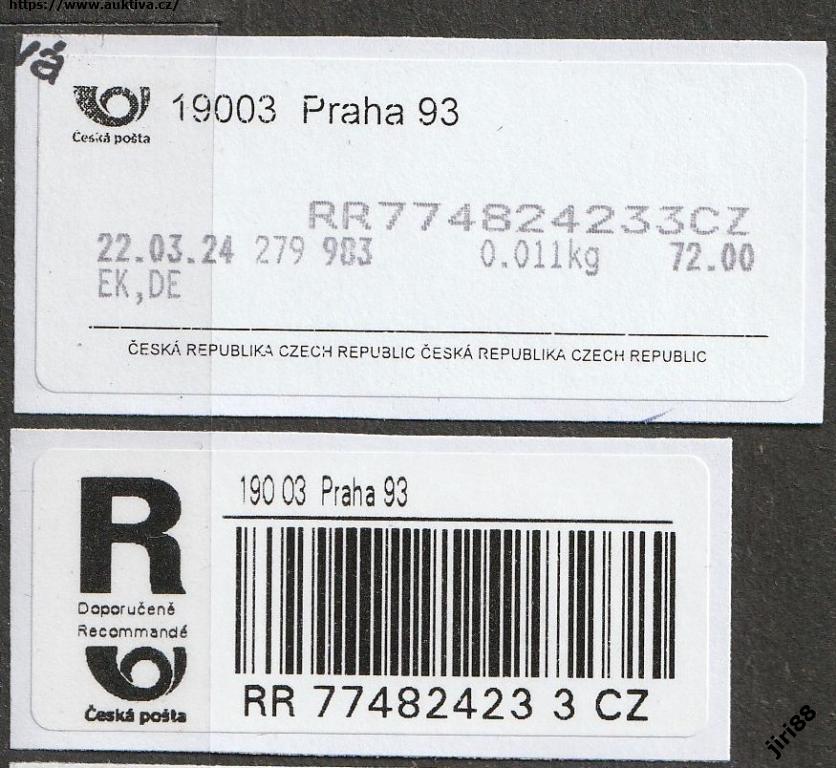 https://www.auktiva.cz/
vá
Česká pošta
19003 Praha 93
RR774824233CZ
22.03.24 279 983 0.011kg 72.00
EK,DE
ČESKÁ REPUBLIKA CZECH REPUBLIC ČESKÁ REPUBLIKA CZECH REPUBLIC
R
Doporučeně
Recommandé
Česká pošta
190 03 Praha 93
RR 77482423 3 CZ
jiri88